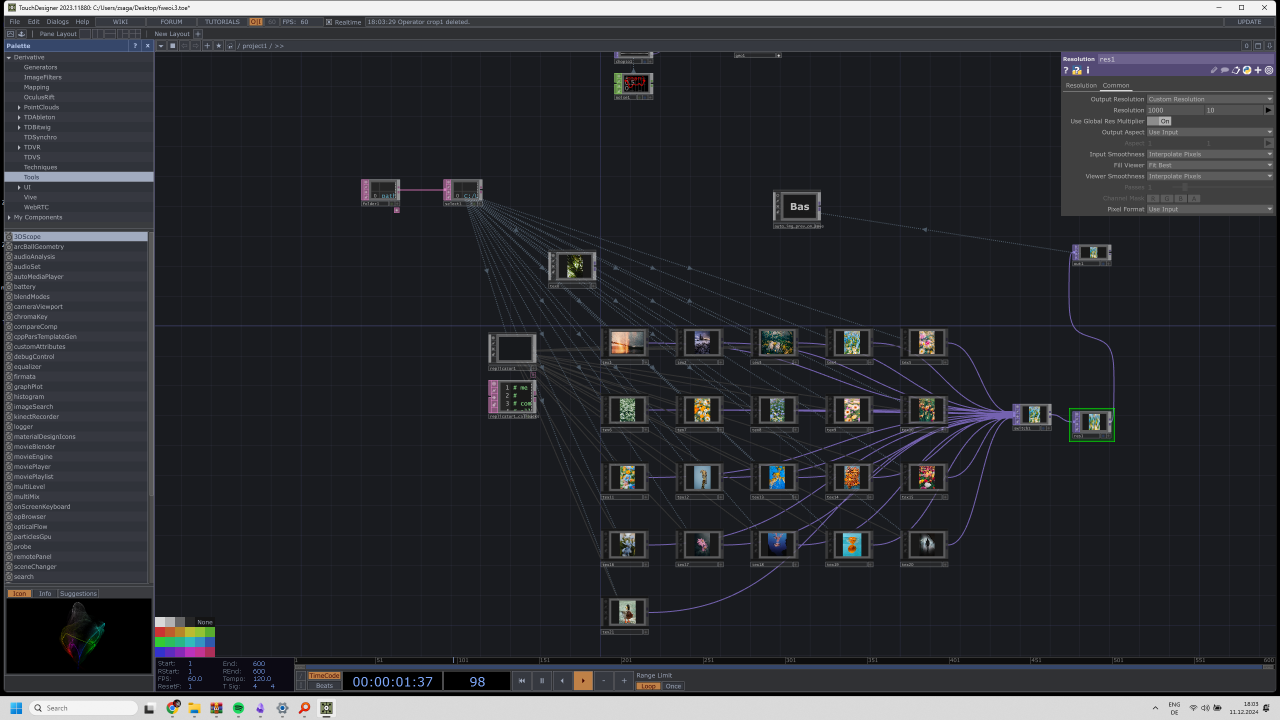 TouchDesigner 2023.11880: C:/Users/zsaga/Desktop/fweoi.3.toe*
File Edit Dialogs Help WIKI FORUM TUTORIALS O|I 60 FPS: 60 Realtime 18:03:29 Operator crop1 deleted. UPDATE
Pane Layout New Layout +
Palette ? x / project1 / >>
Derivative
Generators
ImageFilters
Mapping
OculusRift
PointClouds
TDAbleton
TDBitwig
TDSynchro
TDVR
TDVS
Techniques
Tools
UI
Vive
WebRTC
My Components
3DScope
arcBallGeometry
audioAnalysis
audioSet
autoMediaPlayer
battery
blendModes
cameraViewport
chromaKey
compareComp
cppParsTemplateGen
customAttributes
debugControl
equalizer
firmata
graphPlot
histogram
imageSearch
kinectRecorder
logger
materialDesignIcons
movieBlender
movieEngine
moviePlayer
moviePlaylist
multiLevel
multiMix
onScreenKeyboard
opBrowser
opticalFlow
particlesGpu
probe
remotePanel
sceneChanger
search
Icon Info Suggestions
Bas
1 # me
2 #
3 # com
Resolution res1
? i
Resolution Common
Output Resolution Custom Resolution
Resolution 1000 10
Use Global Res Multiplier On
Output Aspect Use Input
Aspect 1 1
Input Smoothness Interpolate Pixels
Fill Viewer Fit Best
Viewer Smoothness Interpolate Pixels
Passes 1
Channel Mask R G B A
Pixel Format Use Input
None
1 51 101 151 201 251 301 351 401 451 501 551 600
Start: 1 End: 600
RStart: 1 REnd: 600
FPS: 60.0 Tempo: 120.0
ResetF: 1 T Sig: 4 4
TimeCode
Beats
00:00:01:37 98
Range Limit
Loop Once
Search
ENG
DE
18:03
11.12.2024